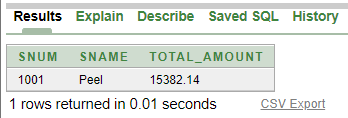 Results Explain Describe Saved SQL History
SNUM SNAME TOTAL_AMOUNT
1001 Peel 15382.14
1 rows returned in 0.01 seconds CSV Export